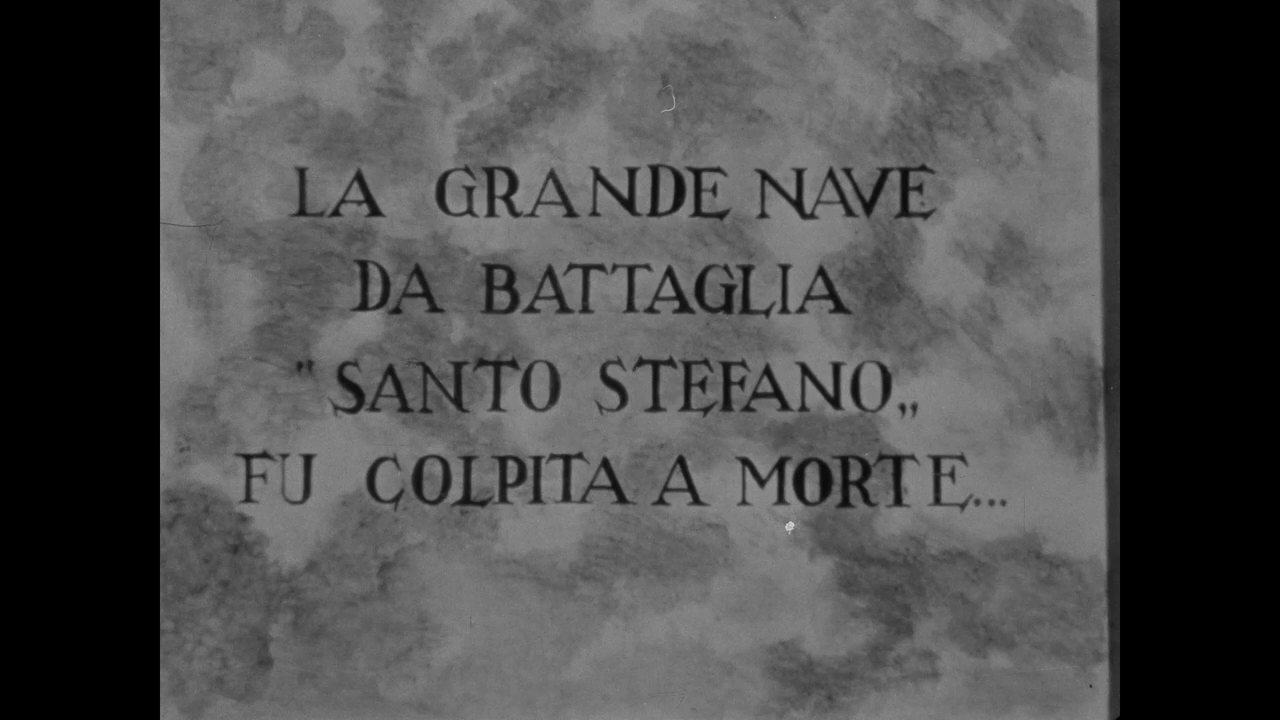 LA GRANDE NAVE
DA BATTAGLIA
"SANTO STEFANO„
FU COLPITA A MORTE...